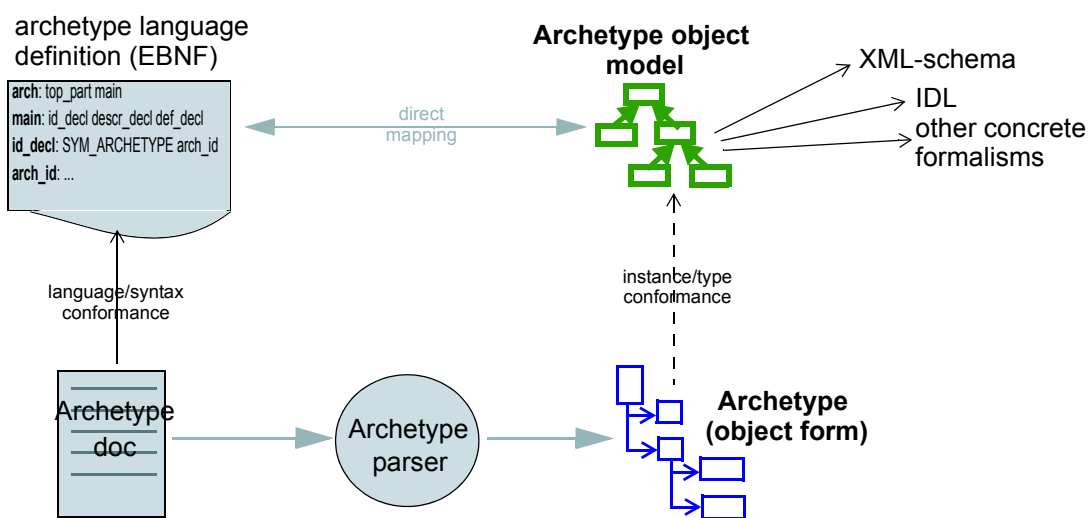 archetype language
definition (EBNF)
arch: top_part main
main: id_decl descr_decl def_decl
id_decl: SYM_ARCHETYPE arch_id
arch_id: ...
direct
mapping
Archetype object
model
XML-schema
IDL
other concrete
formalisms
language/syntax
conformance
instance/type
conformance
Archetype
doc
Archetype
parser
Archetype
(object form)